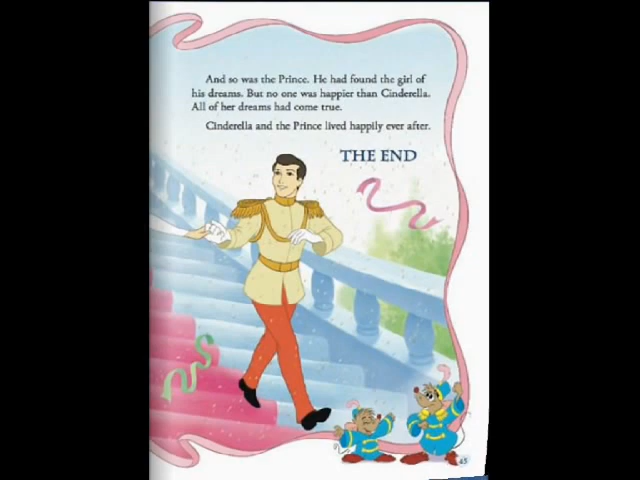 And so was the Prince. He had found the girl of
his dreams. But no one was happier than Cinderella.
All of her dreams had come true.
Cinderella and the Prince lived happily ever after.
THE END
45